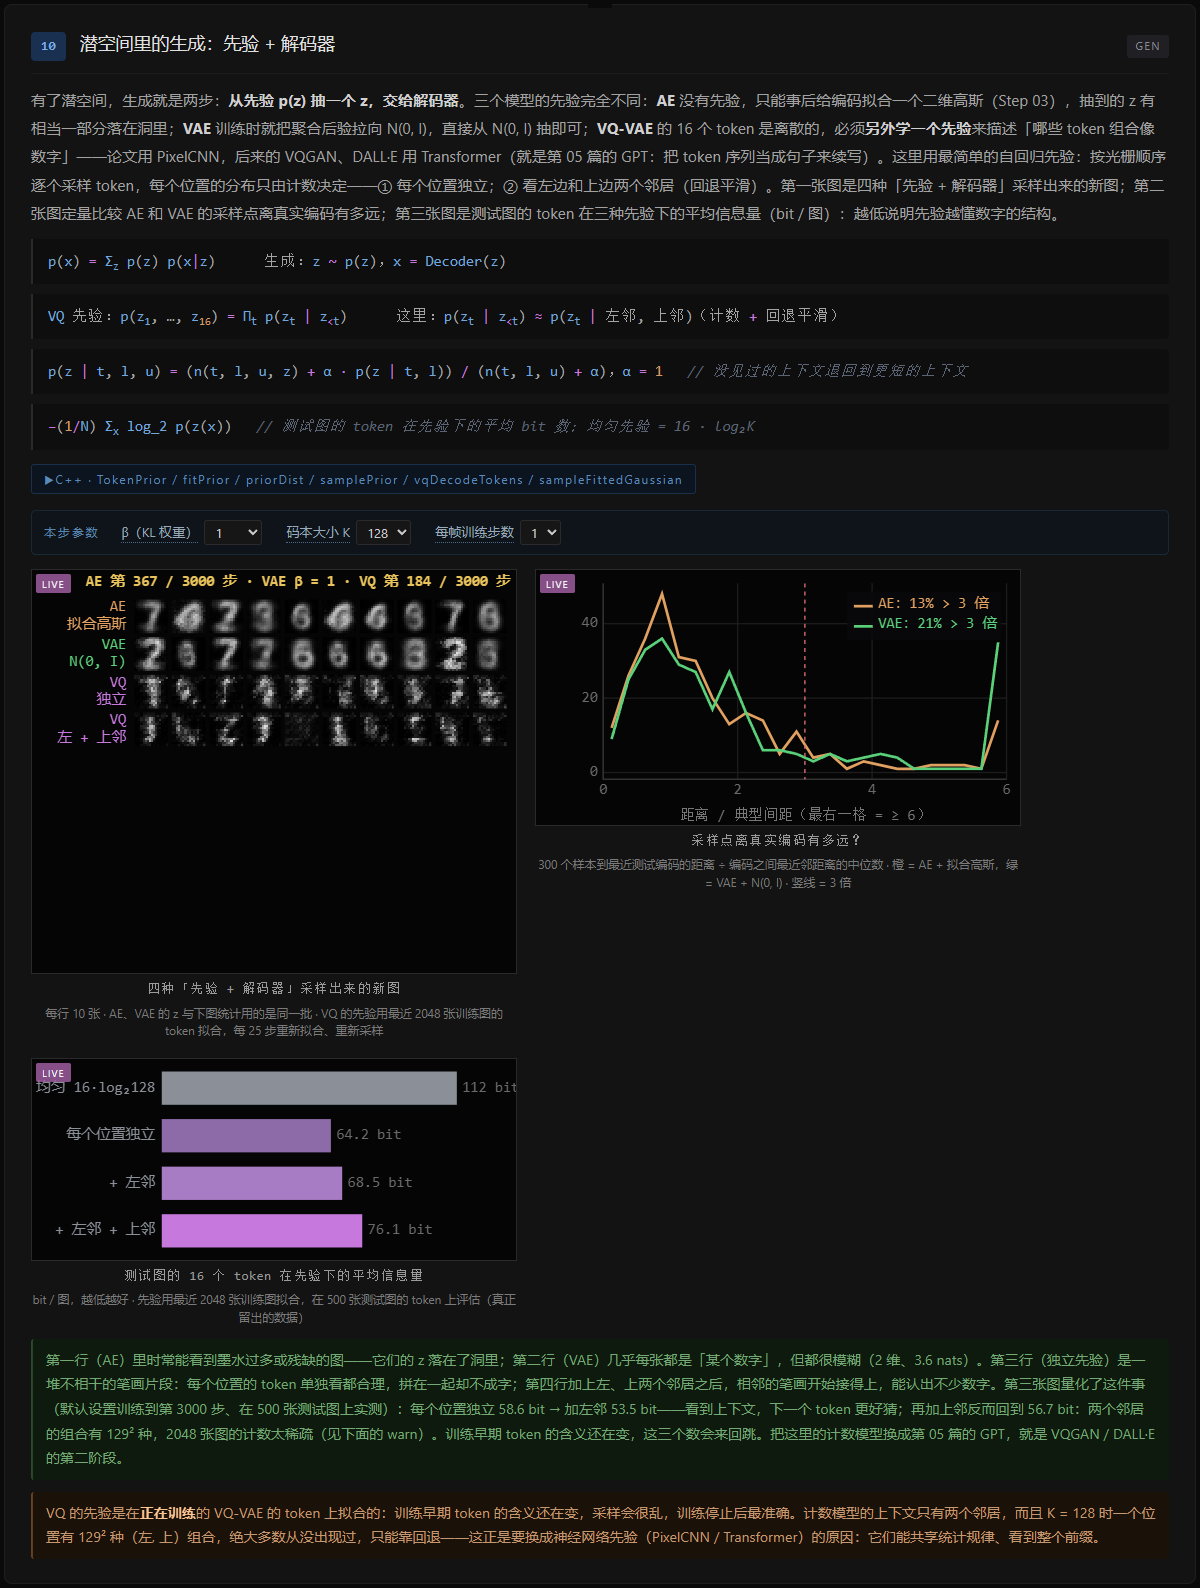 10 潜空间里的生成：先验 + 解码器 GEN
有了潜空间，生成就是两步：从先验 p(z) 抽一个 z，交给解码器。三个模型的先验完全不同：AE 没有先验，只能事后给编码拟合一个二维高斯（Step 03），抽到的 z 有
相当一部分落在洞里；VAE 训练时就把聚合后验拉向 N(0, I)，直接从 N(0, I) 抽即可；VQ-VAE 的 16 个 token 是离散的，必须另外学一个先验来描述「哪些 token 组合像
数字」——论文用 PixelCNN，后来的 VQGAN、DALL·E 用 Transformer（就是第 05 篇的 GPT：把 token 序列当成句子来续写）。这里用最简单的自回归先验：按光栅顺序
逐个采样 token，每个位置的分布只由计数决定——① 每个位置独立；② 看左边和上边两个邻居（回退平滑）。第一张图是四种「先验 + 解码器」采样出来的新图；第二
张图定量比较 AE 和 VAE 的采样点离真实编码有多远；第三张图是测试图的 token 在三种先验下的平均信息量（bit / 图）：越低说明先验越懂数字的结构。
p(x) = Σz p(z) p(x|z) 生成：z ~ p(z)，x = Decoder(z)
VQ 先验：p(z1, …, z16) = Πt p(zt | z<t) 这里：p(zt | z<t) ≈ p(zt | 左邻, 上邻)（计数 + 回退平滑）
p(z | t, l, u) = (n(t, l, u, z) + α · p(z | t, l)) / (n(t, l, u) + α)，α = 1 // 没见过的上下文退回到更短的上下文
−(1/N) Σx log_2 p(z(x)) // 测试图的 token 在先验下的平均 bit 数；均匀先验 = 16 · log₂K
▶C++ · TokenPrior / fitPrior / priorDist / samplePrior / vqDecodeTokens / sampleFittedGaussian
本步参数 β（KL 权重） 1 码本大小 K 128 每帧训练步数 1
LIVE AE 第 367 / 3000 步 · VAE β = 1 · VQ 第 184 / 3000 步
AE
拟合高斯
VAE
N(0, I)
VQ
独立
VQ
左 + 上邻
四种「先验 + 解码器」采样出来的新图
每行 10 张 · AE、VAE 的 z 与下图统计用的是同一批 · VQ 的先验用最近 2048 张训练图的
token 拟合，每 25 步重新拟合、重新采样
LIVE
AE: 13% > 3 倍
VAE: 21% > 3 倍
40
20
0
0 2 4 6
距离 / 典型间距（最右一格 = ≥ 6）
采样点离真实编码有多远？
300 个样本到最近测试编码的距离 ÷ 编码之间最近邻距离的中位数 · 橙 = AE + 拟合高斯，绿
= VAE + N(0, I) · 竖线 = 3 倍
LIVE
均匀 16·log₂128 112 bit
每个位置独立 64.2 bit
+ 左邻 68.5 bit
+ 左邻 + 上邻 76.1 bit
测试图的 16 个 token 在先验下的平均信息量
bit / 图，越低越好 · 先验用最近 2048 张训练图拟合，在 500 张测试图的 token 上评估（真正
留出的数据）
第一行（AE）里时常能看到墨水过多或残缺的图——它们的 z 落在了洞里；第二行（VAE）几乎每张都是「某个数字」，但都很模糊（2 维、3.6 nats）。第三行（独立先验）是一
堆不相干的笔画片段：每个位置的 token 单独看都合理，拼在一起却不成字；第四行加上左、上两个邻居之后，相邻的笔画开始接得上，能认出不少数字。第三张图量化了这件事
（默认设置训练到第 3000 步、在 500 张测试图上实测）：每个位置独立 58.6 bit → 加左邻 53.5 bit——看到上下文，下一个 token 更好猜；再加上邻反而回到 56.7 bit：两个邻居
的组合有 129² 种，2048 张图的计数太稀疏（见下面的 warn）。训练早期 token 的含义还在变，这三个数会来回跳。把这里的计数模型换成第 05 篇的 GPT，就是 VQGAN / DALL·E
的第二阶段。
VQ 的先验是在正在训练的 VQ-VAE 的 token 上拟合的：训练早期 token 的含义还在变，采样会很乱，训练停止后最准确。计数模型的上下文只有两个邻居，而且 K = 128 时一个位
置有 129² 种（左, 上）组合，绝大多数从没出现过，只能靠回退——这正是要换成神经网络先验（PixelCNN / Transformer）的原因：它们能共享统计规律、看到整个前缀。